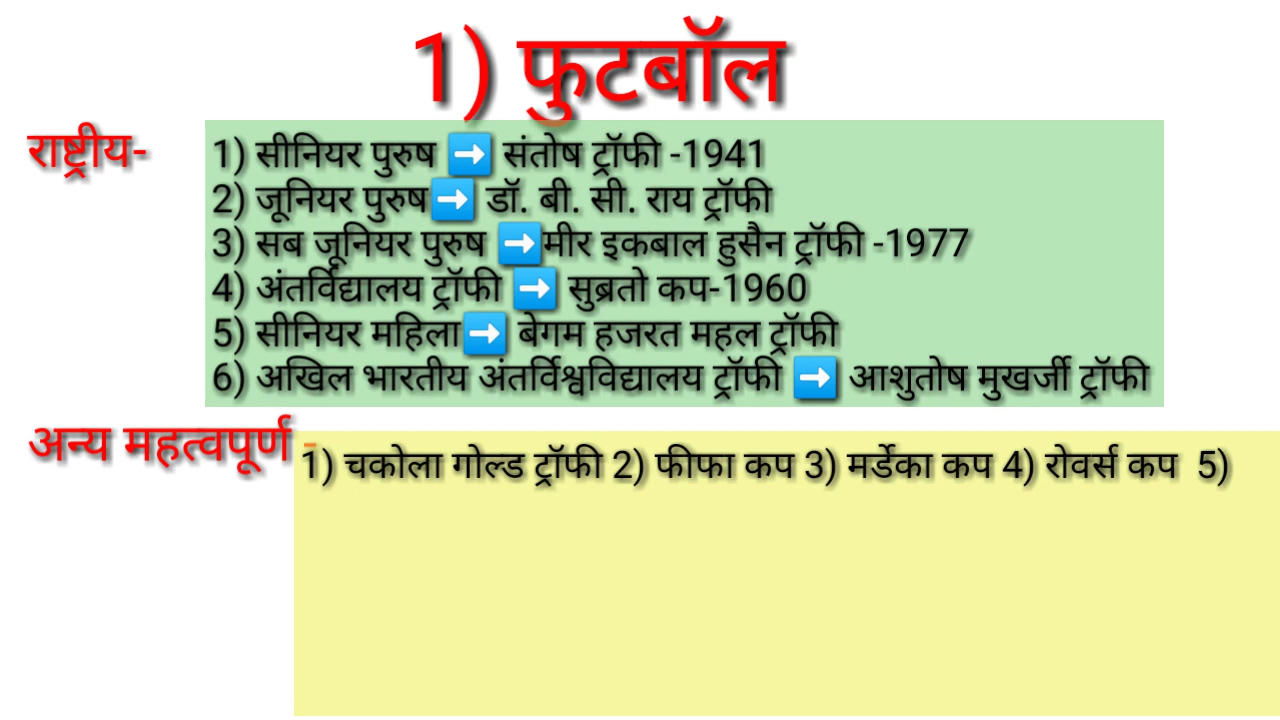 1) फुटबॉल
राष्ट्रीय-
1) सीनियर पुरुष ➡️ संतोष ट्रॉफी -1941
2) जूनियर पुरुष➡️ डॉ. बी. सी. राय ट्रॉफी
3) सब जूनियर पुरुष ➡️मीर इकबाल हुसैन ट्रॉफी -1977
4) अंतर्विद्यालय ट्रॉफी ➡️ सुब्रतो कप-1960
5) सीनियर महिला➡️ बेगम हजरत महल ट्रॉफी
6) अखिल भारतीय अंतर्विश्वविद्यालय ट्रॉफी ➡️ आशुतोष मुखर्जी ट्रॉफी
अन्य महत्वपूर्ण -
1) चकोला गोल्ड ट्रॉफी 2) फीफा कप 3) मर्डेका कप 4) रोवर्स कप 5)